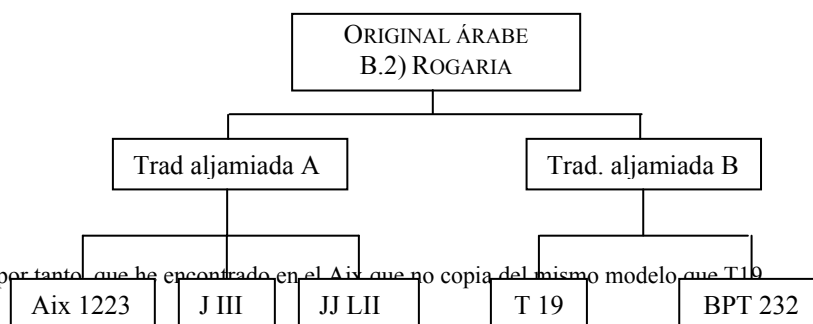 ORIGINAL ÁRABE
B.2) ROGARIA
Trad aljamiada A
Trad. aljamiada B
por tanto, que he encontrado en el Aix que no copia del mismo modelo que T19
Aix 1223
J III
JJ LII
T 19
BPT 232